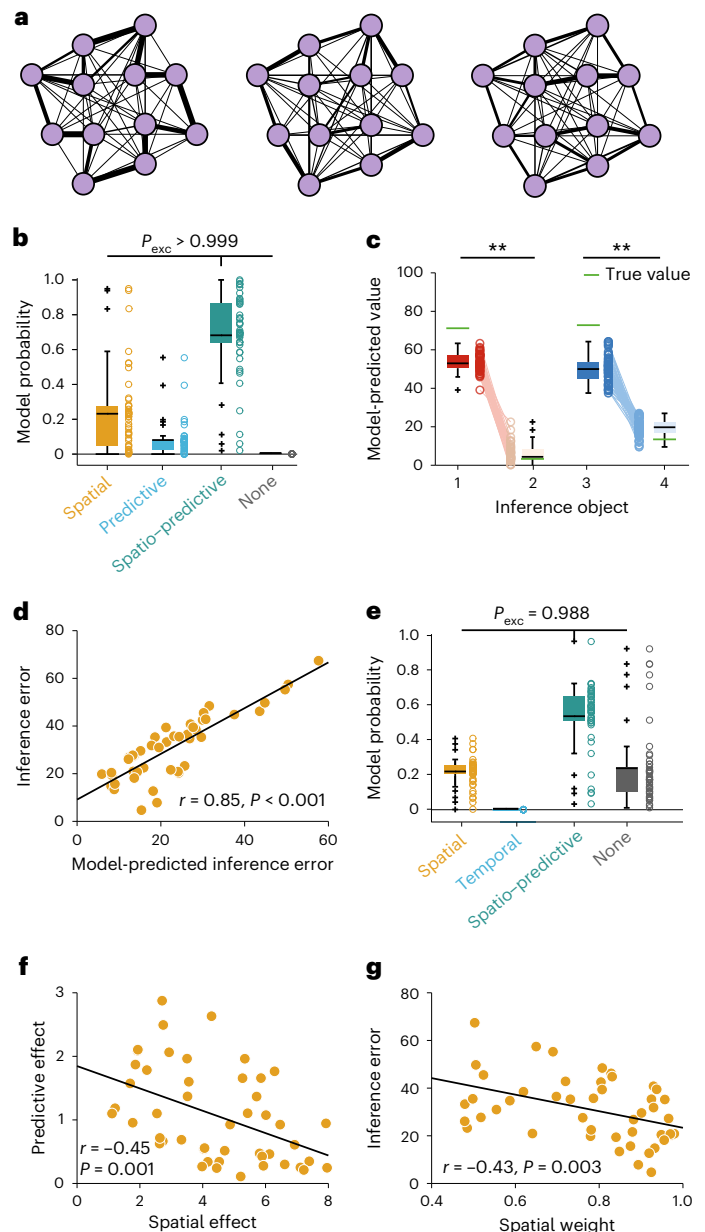 a
b
P exc > 0.999
Model probability
1.0
0.8
0.6
0.4
0.2
0
Spatial
Predictive
Spatio–predictive
None
c
**
**
True value
Model-predicted value
100
80
60
40
20
0
1
2
3
4
Inference object
d
Inference error
80
60
40
20
0
r = 0.85, P < 0.001
0
20
40
60
Model-predicted inference error
e
P exc = 0.988
Model probability
1.0
0.8
0.6
0.4
0.2
0
Spatial
Temporal
Spatio–predictive
None
f
Predictive effect
3
2
1
0
r = –0.45
P = 0.001
0
2
4
6
8
Spatial effect
g
Inference error
80
60
40
20
0
r = –0.43, P = 0.003
0.4
0.6
0.8
1.0
Spatial weight